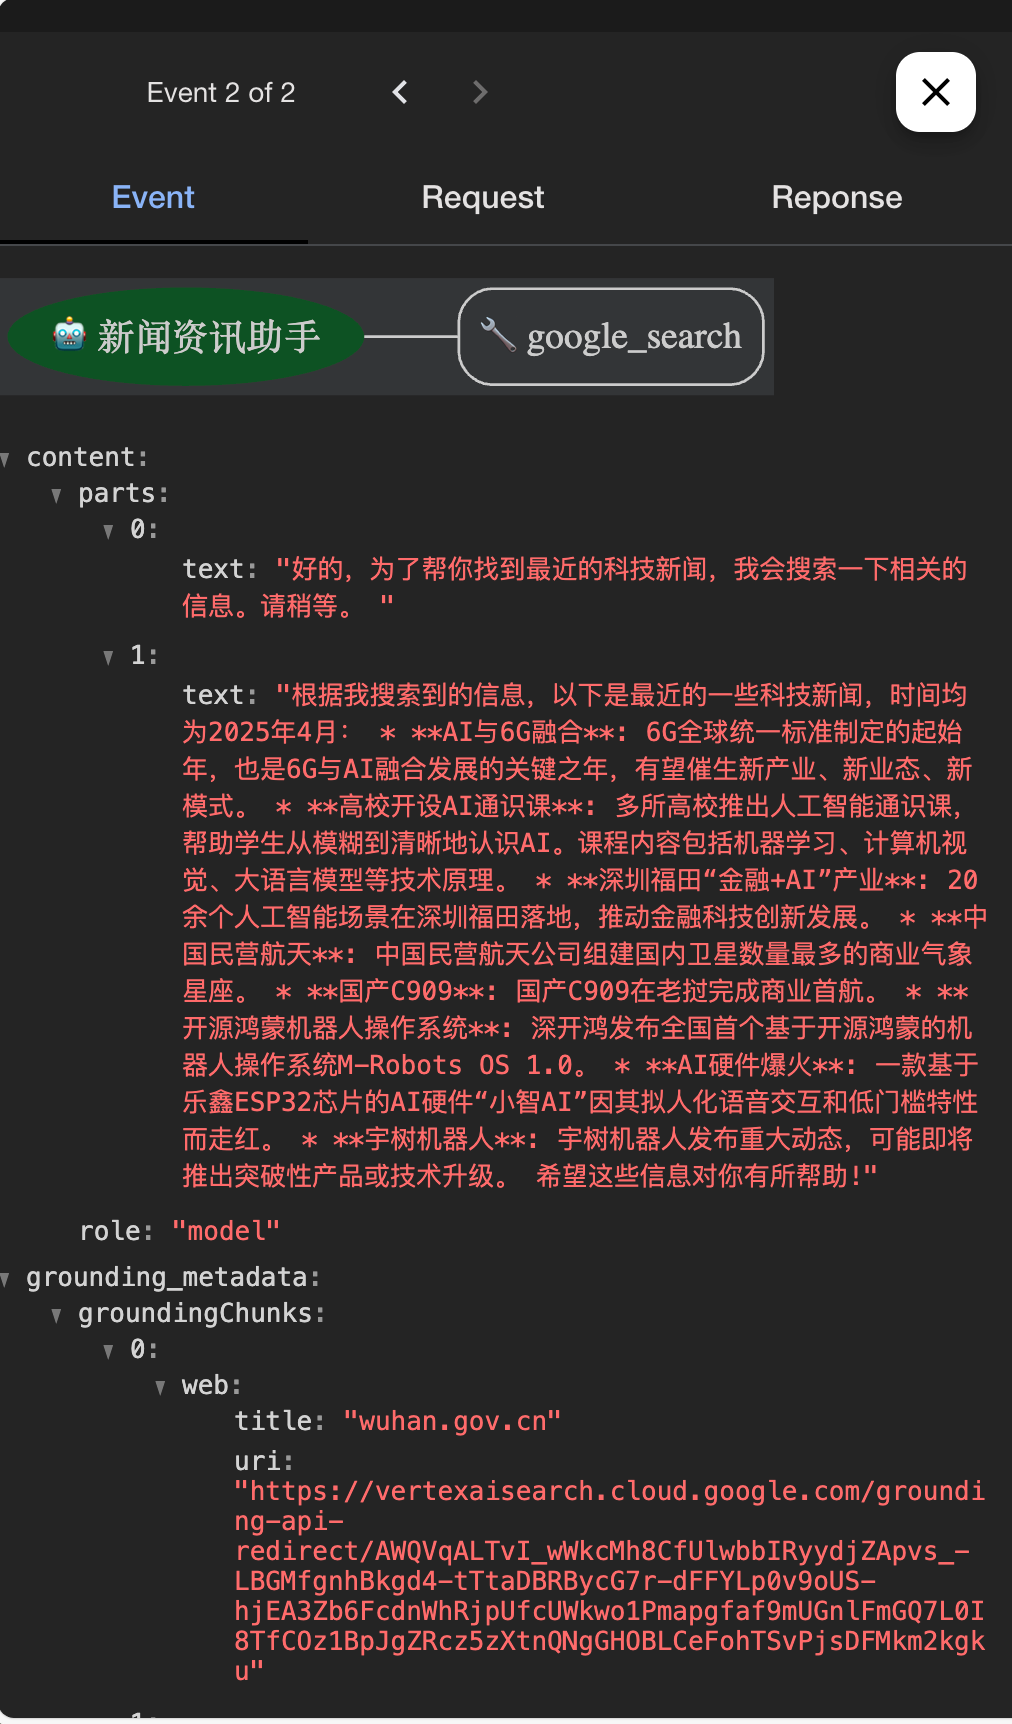 Event 2 of 2
Event
Request
Reponse
新闻资讯助手
google_search
content:
parts:
0:
text: "好的，为了帮你找到最近的科技新闻，我会搜索一下相关的
信息。请稍等。 "
1:
text: "根据我搜索到的信息，以下是最近的一些科技新闻，时间均
为2025年4月： * **AI与6G融合**: 6G全球统一标准制定的起始
年，也是6G与AI融合发展的关键之年，有望催生新产业、新业态、新
模式。 * **高校开设AI通识课**: 多所高校推出人工智能通识课，
帮助学生从模糊到清晰地认识AI。课程内容包括机器学习、计算机视
觉、大语言模型等技术原理。 * **深圳福田“金融+AI”产业**: 20
余个人工智能场景在深圳福田落地，推动金融科技创新发展。 * **中
国民营航天**: 中国民营航天公司组建国内卫星数量最多的商业气象
星座。 * **国产C909**: 国产C909在老挝完成商业首航。 * **
开源鸿蒙机器人操作系统**: 深开鸿发布全国首个基于开源鸿蒙的机
器人操作系统M-Robots OS 1.0。 * **AI硬件爆火**: 一款基于
乐鑫ESP32芯片的AI硬件“小智AI”因其拟人化语音交互和低门槛特性
而走红。 * **宇树机器人**: 宇树机器人发布重大动态，可能即将
推出突破性产品或技术升级。 希望这些信息对你有所帮助!"
role: "model"
grounding_metadata:
groundingChunks:
0:
web:
title: "wuhan.gov.cn"
uri:
"https://vertexaisearch.cloud.google.com/groundi
ng-api-
redirect/AWQVqALTvI_wWkcMh8CfUlwbbIRyydjZApvs_-
LBGMfgnhBkgd4-tTtaDBRBycG7r-dFFYLp0v9oUS-
hjEA3Zb6FcdnWhRjpUfcUWkwo1Pmapgfaf9mUGnlFmGQ7L0I
8TfCOz1BpJgZRcz5zXtnQNgGHOBLCeFohTSvPjsDFMkm2kgk
u"